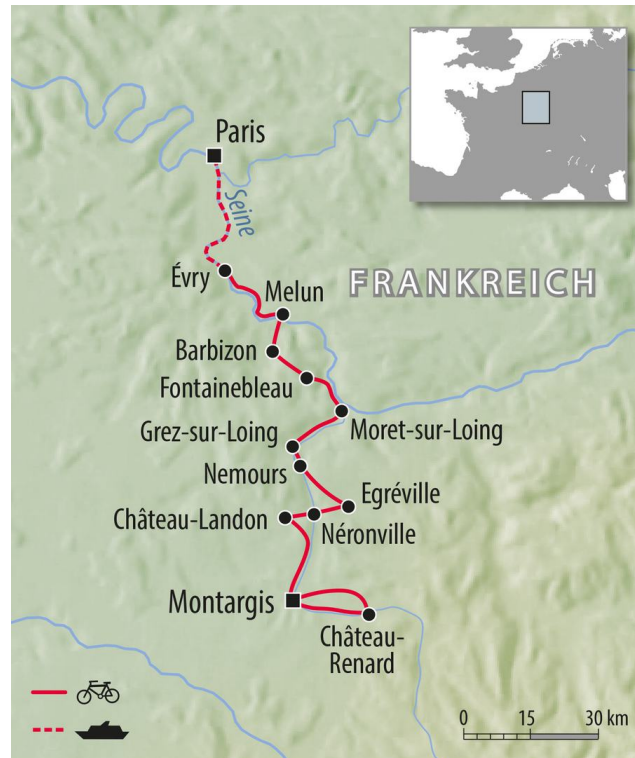 Paris
Seine
Évry
FRANKREICH
Melun
Barbizon
Fontainebleau
Moret-sur-Loing
Grez-sur-Loing
Nemours
Egréville
Château-Landon
Néronville
Montargis
Château-
Renard
0 15 30 km